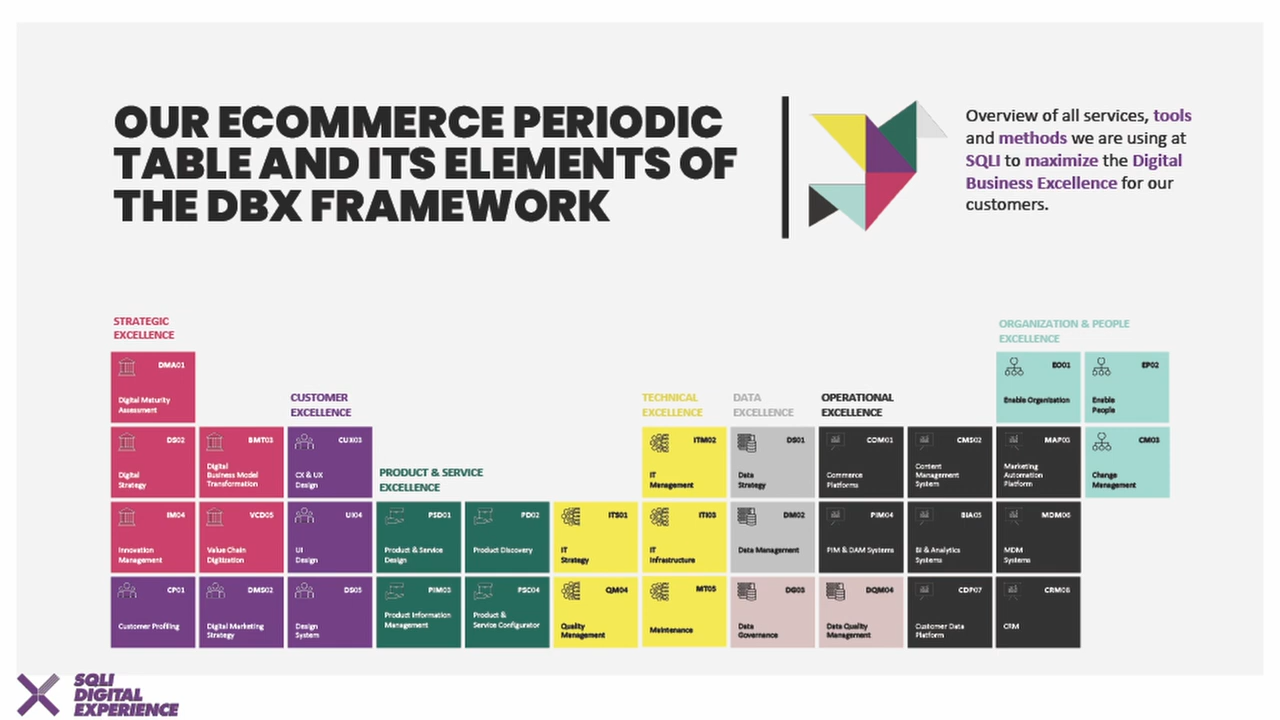 OUR ECOMMERCE PERIODIC
TABLE AND ITS ELEMENTS OF
THE DBX FRAMEWORK
Overview of all services, tools
and methods we are using at
SQLI to maximize the Digital
Business Excellence for our
customers.
STRATEGIC
EXCELLENCE
ORGANIZATION & PEOPLE
EXCELLENCE
DMA01
Digital Maturity
Assessment
EO01
Enable Organization
EP02
Enable
People
CUSTOMER
EXCELLENCE
TECHNICAL
EXCELLENCE
DATA
EXCELLENCE
OPERATIONAL
EXCELLENCE
DS02
Digital
Strategy
BMT03
Digital
Business Model
Transformation
CUX03
CX & UX
Design
ITM02
IT
Management
DS01
Data
Strategy
COM01
Commerce
Platforms
CMS02
Content
Management
System
MAP03
Marketing
Automation
Platform
CM03
Change
Management
PRODUCT & SERVICE
EXCELLENCE
IM04
Innovation
Management
VCD05
Value Chain
Digitization
UI04
UI
Design
PSD01
Product & Service
Design
PD02
Product Discovery
ITS01
IT
Strategy
ITI03
IT
Infrastructure
DM02
Data Management
PIM04
PIM & DAM Systems
BIA05
BI & Analytics
Systems
MDM06
MDM
Systems
CP01
Customer Profiling
DMS02
Digital Marketing
Strategy
DS05
Design
System
PIM03
Product Information
Management
PSC04
Product &
Service Configurator
QM04
Quality
Management
MT05
Maintenance
DG03
Data
Governance
DQM04
Data Quality
Management
CDP07
Customer Data
Platform
CRM08
CRM
SQLI
DIGITAL
EXPERIENCE